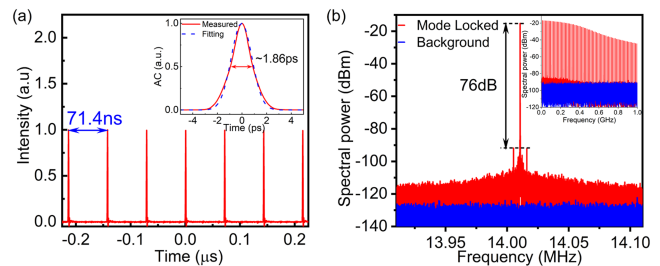 (a)
2.0
1.5
1.0
0.5
0.0
Intensity (a.u)
-0.2
-0.1
0.0
0.1
0.2
Time (μs)
71.4ns
1.0
0.5
0.0
AC (a.u.)
-4
-2
0
2
4
Time (ps)
Measured
Fitting
~1.86ps
(b)
-20
-40
-60
-80
-100
-120
-140
Spectral power (dBm)
13.95
14.00
14.05
14.10
Frequency (MHz)
Mode Locked
Background
76dB
0
-20
-40
-60
-80
-100
-120
Spectral power (dBm)
0.0
0.2
0.4
0.6
0.8
1.0
Frequency (GHz)